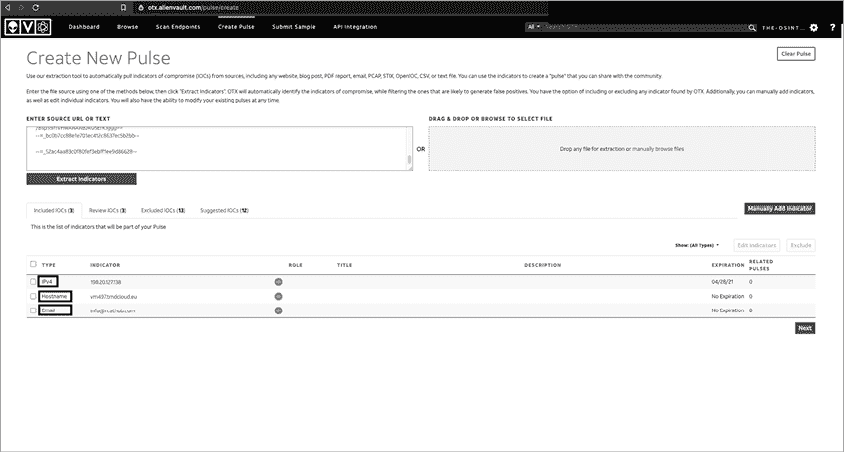 otx.alienvault.com/pulse/create
Dashboard Browse Scan Endpoints Create Pulse Submit Sample API Integration All THE-OSINT... ?
Create New Pulse
Clear Pulse
Use our extraction tool to automatically pull indicators of compromise (IOCs) from sources, including any website, blog post, PDF report, email, PCAP, STIX, OpenIOC, CSV, or text file. You can use the indicators to create a "pulse" that you can share with the community.
Enter the file source using one of the methods below, then click "Extract Indicators". OTX will automatically identify the indicators of compromise, while filtering the ones that are likely to generate false positives. You have the option of including or excluding any indicator found by OTX. Additionally, you can manually add indicators,
as well as edit individual indicators. You will also have the ability to modify your existing pulses at any time.
ENTER SOURCE URL OR TEXT DRAG & DROP OR BROWSE TO SELECT FILE
OR
Drop any file for extraction or manually browse files
Extract Indicators
Included IOCs (3) Review IOCs (3) Excluded IOCs (13) Suggested IOCs (12)
Manually Add Indicator
This is the list of indicators that will be part of your Pulse
Show: (All Types) Edit Indicators Exclude
TYPE INDICATOR ROLE TITLE DESCRIPTION EXPIRATION RELATED PULSES
IPv4 04/28/21 0
Hostname vm497.tmdcloud.eu No Expiration 0
Email No Expiration 0
Next